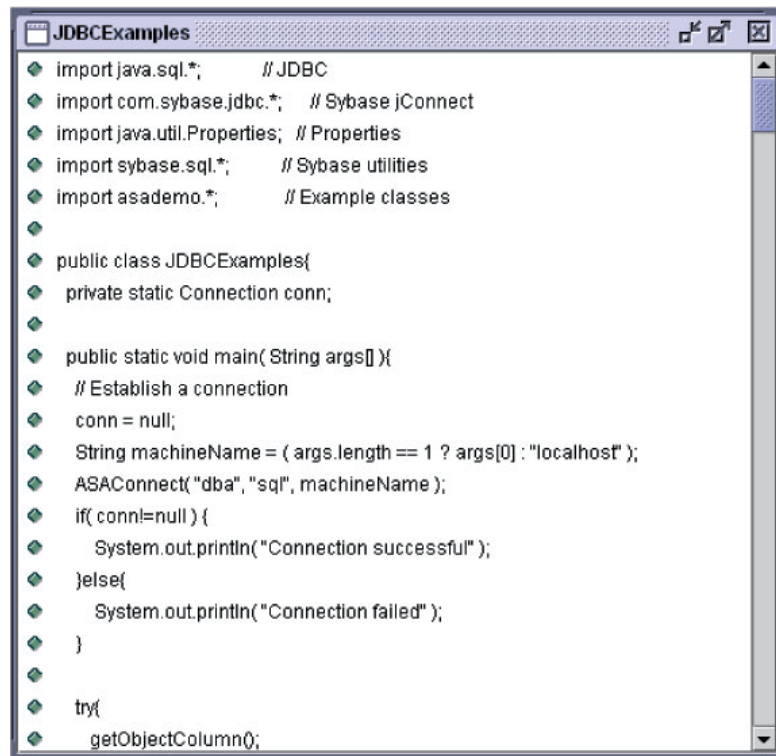 JDBCExamples
import java.sql.*; // JDBC
import com.sybase.jdbc.*; // Sybase jConnect
import java.util.Properties; // Properties
import sybase.sql.*; // Sybase utilities
import asademo.*; // Example classes
public class JDBCExamples{
private static Connection conn;
public static void main( String args[] ){
// Establish a connection
conn = null;
String machineName = ( args.length == 1 ? args[0] : "localhost" );
ASAConnect( "dba", "sql", machineName );
if( conn!=null ) {
System.out.println( "Connection successful" );
}else{
System.out.println( "Connection failed" );
}
try{
getObjectColumn();